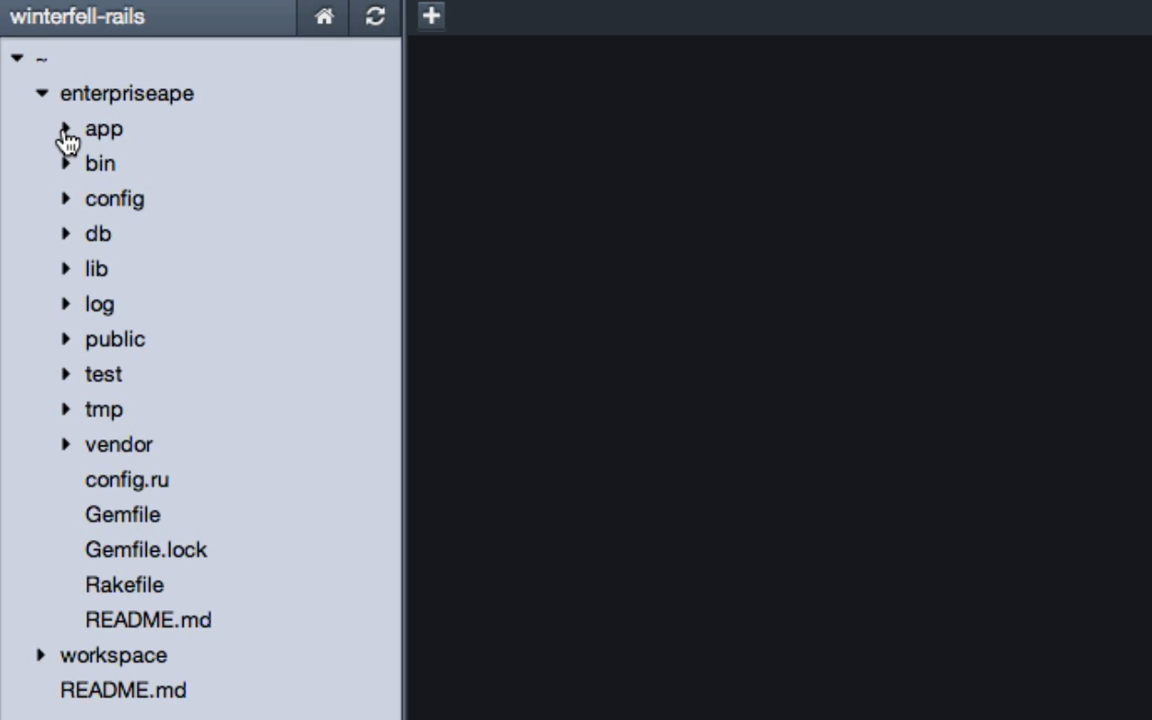 winterfell-rails
~
enterpriseape
app
bin
config
db
lib
log
public
test
tmp
vendor
config.ru
Gemfile
Gemfile.lock
Rakefile
README.md
workspace
README.md